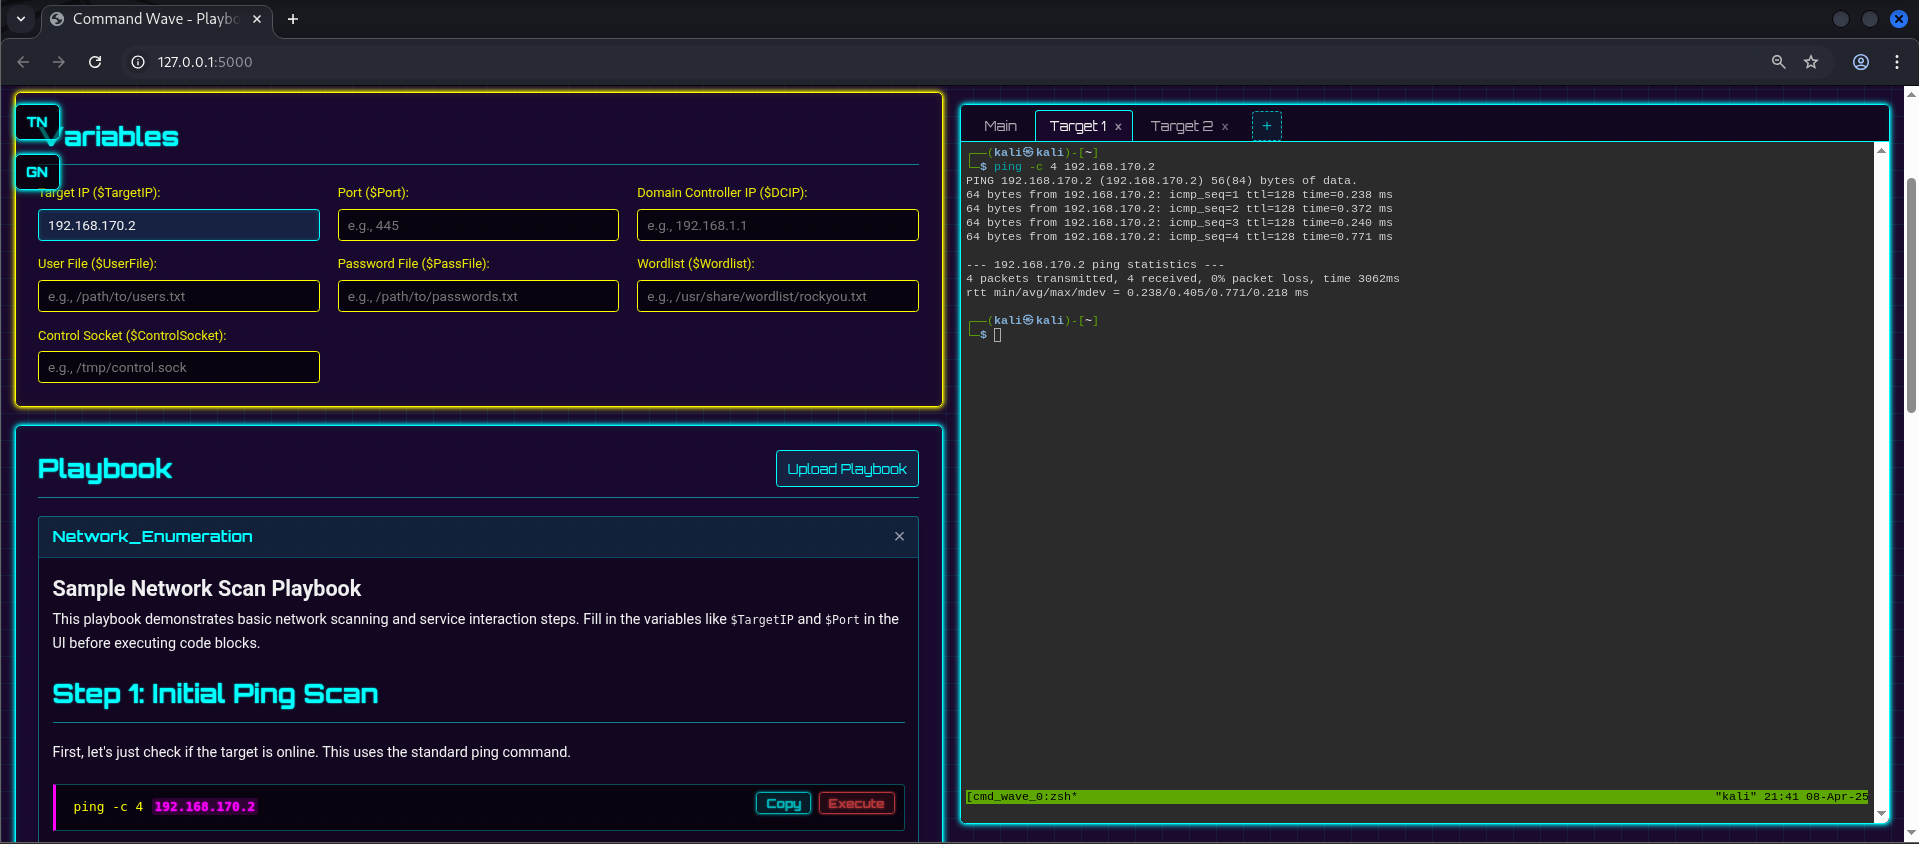 Command Wave - Playbo
127.0.0.1:5000
TN
GN
Variables
Target IP ($TargetIP):
Port ($Port):
Domain Controller IP ($DCIP):
192.168.170.2
e.g., 445
e.g., 192.168.1.1
User File ($UserFile):
Password File ($PassFile):
Wordlist ($Wordlist):
e.g., /path/to/users.txt
e.g., /path/to/passwords.txt
e.g., /usr/share/wordlist/rockyou.txt
Control Socket ($ControlSocket):
e.g., /tmp/control.sock
Playbook
Upload Playbook
Network_Enumeration
Sample Network Scan Playbook
This playbook demonstrates basic network scanning and service interaction steps. Fill in the variables like $TargetIP and $Port in the
UI before executing code blocks.
Step 1: Initial Ping Scan
First, let's just check if the target is online. This uses the standard ping command.
ping -c 4 192.168.170.2
Copy
Execute
Main
Target 1 x
Target 2 x
+
┌──(kali㉿kali)-[~]
└─$ ping -c 4 192.168.170.2
PING 192.168.170.2 (192.168.170.2) 56(84) bytes of data.
64 bytes from 192.168.170.2: icmp_seq=1 ttl=128 time=0.238 ms
64 bytes from 192.168.170.2: icmp_seq=2 ttl=128 time=0.372 ms
64 bytes from 192.168.170.2: icmp_seq=3 ttl=128 time=0.240 ms
64 bytes from 192.168.170.2: icmp_seq=4 ttl=128 time=0.771 ms
--- 192.168.170.2 ping statistics ---
4 packets transmitted, 4 received, 0% packet loss, time 3062ms
rtt min/avg/max/mdev = 0.238/0.405/0.771/0.218 ms
┌──(kali㉿kali)-[~]
└─$
[cmd_wave_0:zsh* "kali" 21:41 08-Apr-25